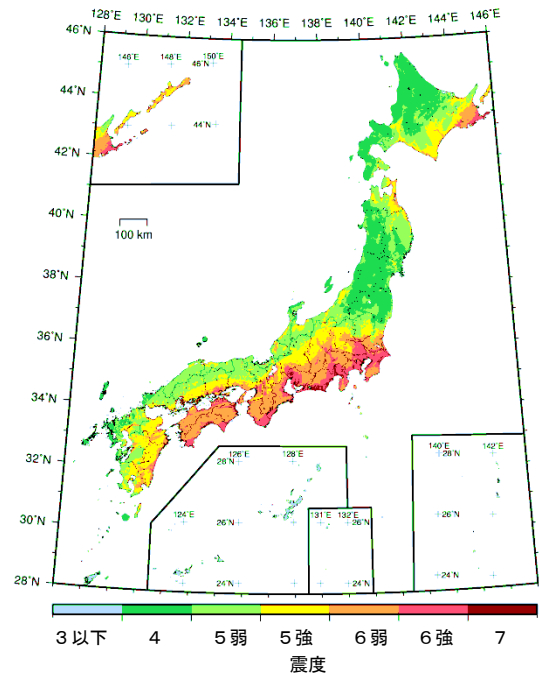 128°E 130°E 132°E 134°E 136°E 138°E 140°E 142°E 144°E 146°E
46°N
146°E 148°E 150°E
46°N
44°N
44°N
42°N
40°N
100 km
38°N
36°N
34°N
32°N
126°E 128°E
28°N
140°E 142°E
28°N
124°E
131°E 132°E
30°N
26°N
26°N
26°N
28°N
24°N
24°N
24°N
3以下 4 5弱 5強 6弱 6強 7
震度